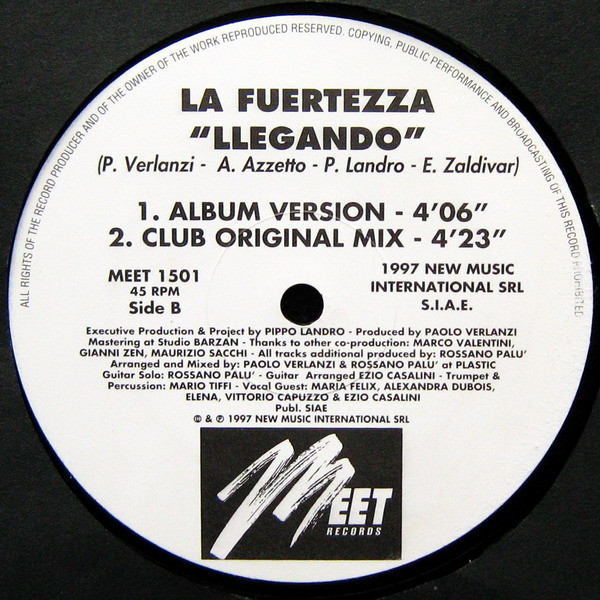 ALL RIGHTS OF THE RECORD PRODUCER AND OF THE OWNER OF THE WORK REPRODUCED RESERVED. COPYING, PUBLIC PERFORMANCE AND BROADCASTING OF THIS RECORD PROHIBITED
LA FUERTEZZA
“LLEGANDO”
(P. Verlanzi - A. Azzetto - P. Landro - E. Zaldivar)
1. ALBUM VERSION - 4’06”
2. CLUB ORIGINAL MIX - 4’23”
MEET 1501
45 RPM
Side B
1997 NEW MUSIC
INTERNATIONAL SRL
S.I.A.E.
Executive Production & Project by PIPPO LANDRO - Produced by PAOLO VERLANZI
Mastering at Studio BARZAN - Thanks to other co-production: MARCO VALENTINI,
GIANNI ZEN, MAURIZIO SACCHI - All tracks additional produced by: ROSSANO PALU’
Arranged and Mixed by: PAOLO VERLANZI & ROSSANO PALU’ at PLASTIC
Guitar Solo: ROSSANO PALU’ - Guitar Arranged EZIO CASALINI - Trumpet &
Percussion: MARIO TIFFI - Vocal Guest: MARIA FELIX, ALEXANDRA DUBOIS,
ELENA, VITTORIO CAPUZZO & EZIO CASALINI
Publ. SIAE
© & ℗ 1997 NEW MUSIC INTERNATIONAL SRL
MEET
RECORDS